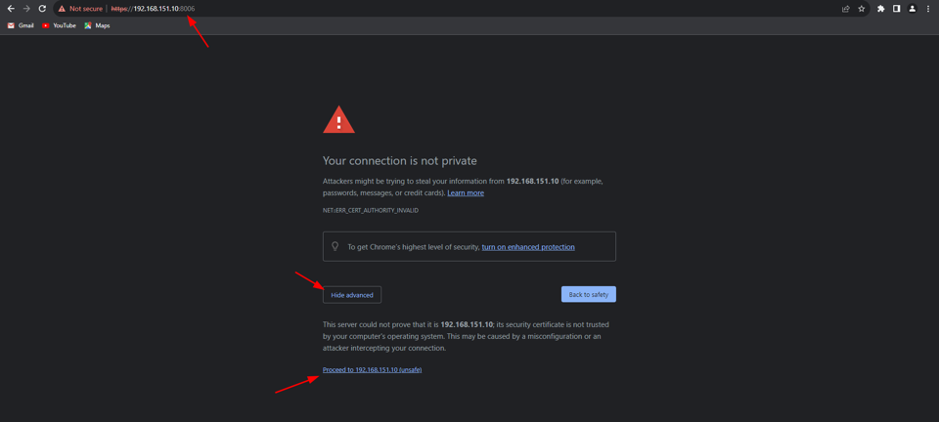 Not secure | https://192.168.151.10:8006
Gmail YouTube Maps
Your connection is not private
Attackers might be trying to steal your information from 192.168.151.10 (for example,
passwords, messages, or credit cards). Learn more
NET::ERR_CERT_AUTHORITY_INVALID
To get Chrome's highest level of security, turn on enhanced protection
Hide advanced
Back to safety
This server could not prove that it is 192.168.151.10; its security certificate is not trusted
by your computer's operating system. This may be caused by a misconfiguration or an
attacker intercepting your connection.
Proceed to 192.168.151.10 (unsafe)